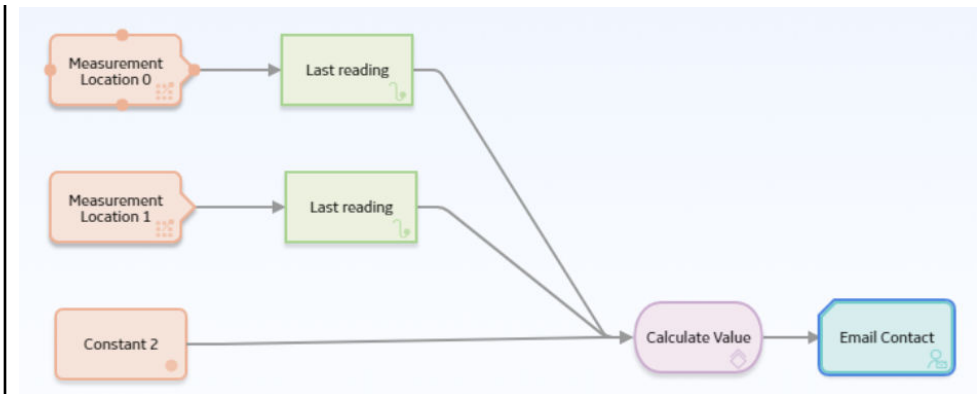 Measurement
Location 0
Last reading
Measurement
Location 1
Last reading
Constant 2
Calculate Value
Email Contact